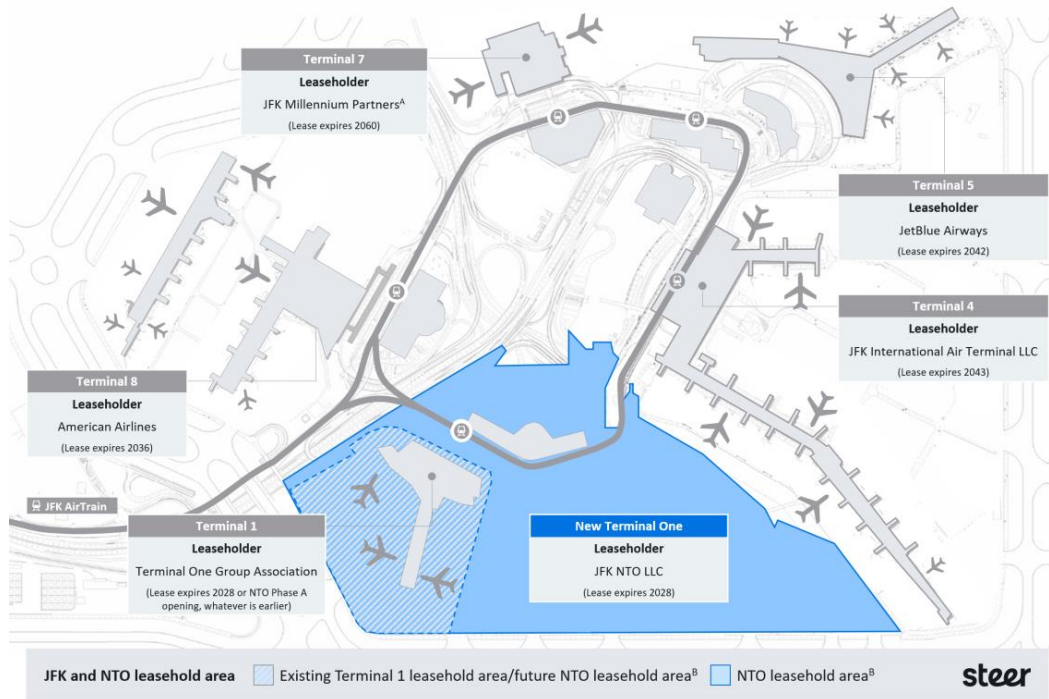 Terminal 7
Leaseholder
JFK Millennium Partnersᴬ
(Lease expires 2060)
Terminal 5
Leaseholder
JetBlue Airways
(Lease expires 2042)
Terminal 4
Leaseholder
JFK International Air Terminal LLC
(Lease expires 2043)
Terminal 8
Leaseholder
American Airlines
(Lease expires 2036)
JFK AirTrain
Terminal 1
Leaseholder
Terminal One Group Association
(Lease expires 2028 or NTO Phase A
opening, whatever is earlier)
New Terminal One
Leaseholder
JFK NTO LLC
(Lease expires 2028)
JFK and NTO leasehold area
Existing Terminal 1 leasehold area/future NTO leasehold areaᴮ
NTO leasehold areaᴮ
steer